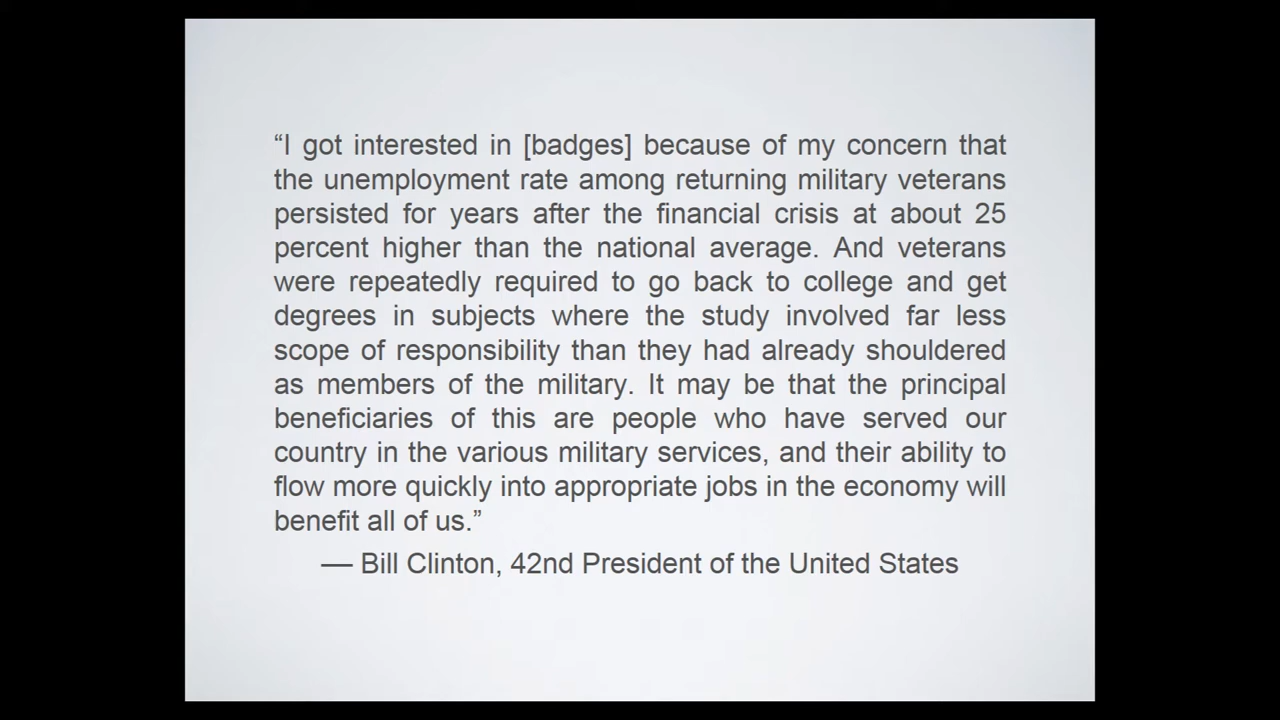 “I got interested in [badges] because of my concern that
the unemployment rate among returning military veterans
persisted for years after the financial crisis at about 25
percent higher than the national average. And veterans
were repeatedly required to go back to college and get
degrees in subjects where the study involved far less
scope of responsibility than they had already shouldered
as members of the military. It may be that the principal
beneficiaries of this are people who have served our
country in the various military services, and their ability to
flow more quickly into appropriate jobs in the economy will
benefit all of us.”
— Bill Clinton, 42nd President of the United States